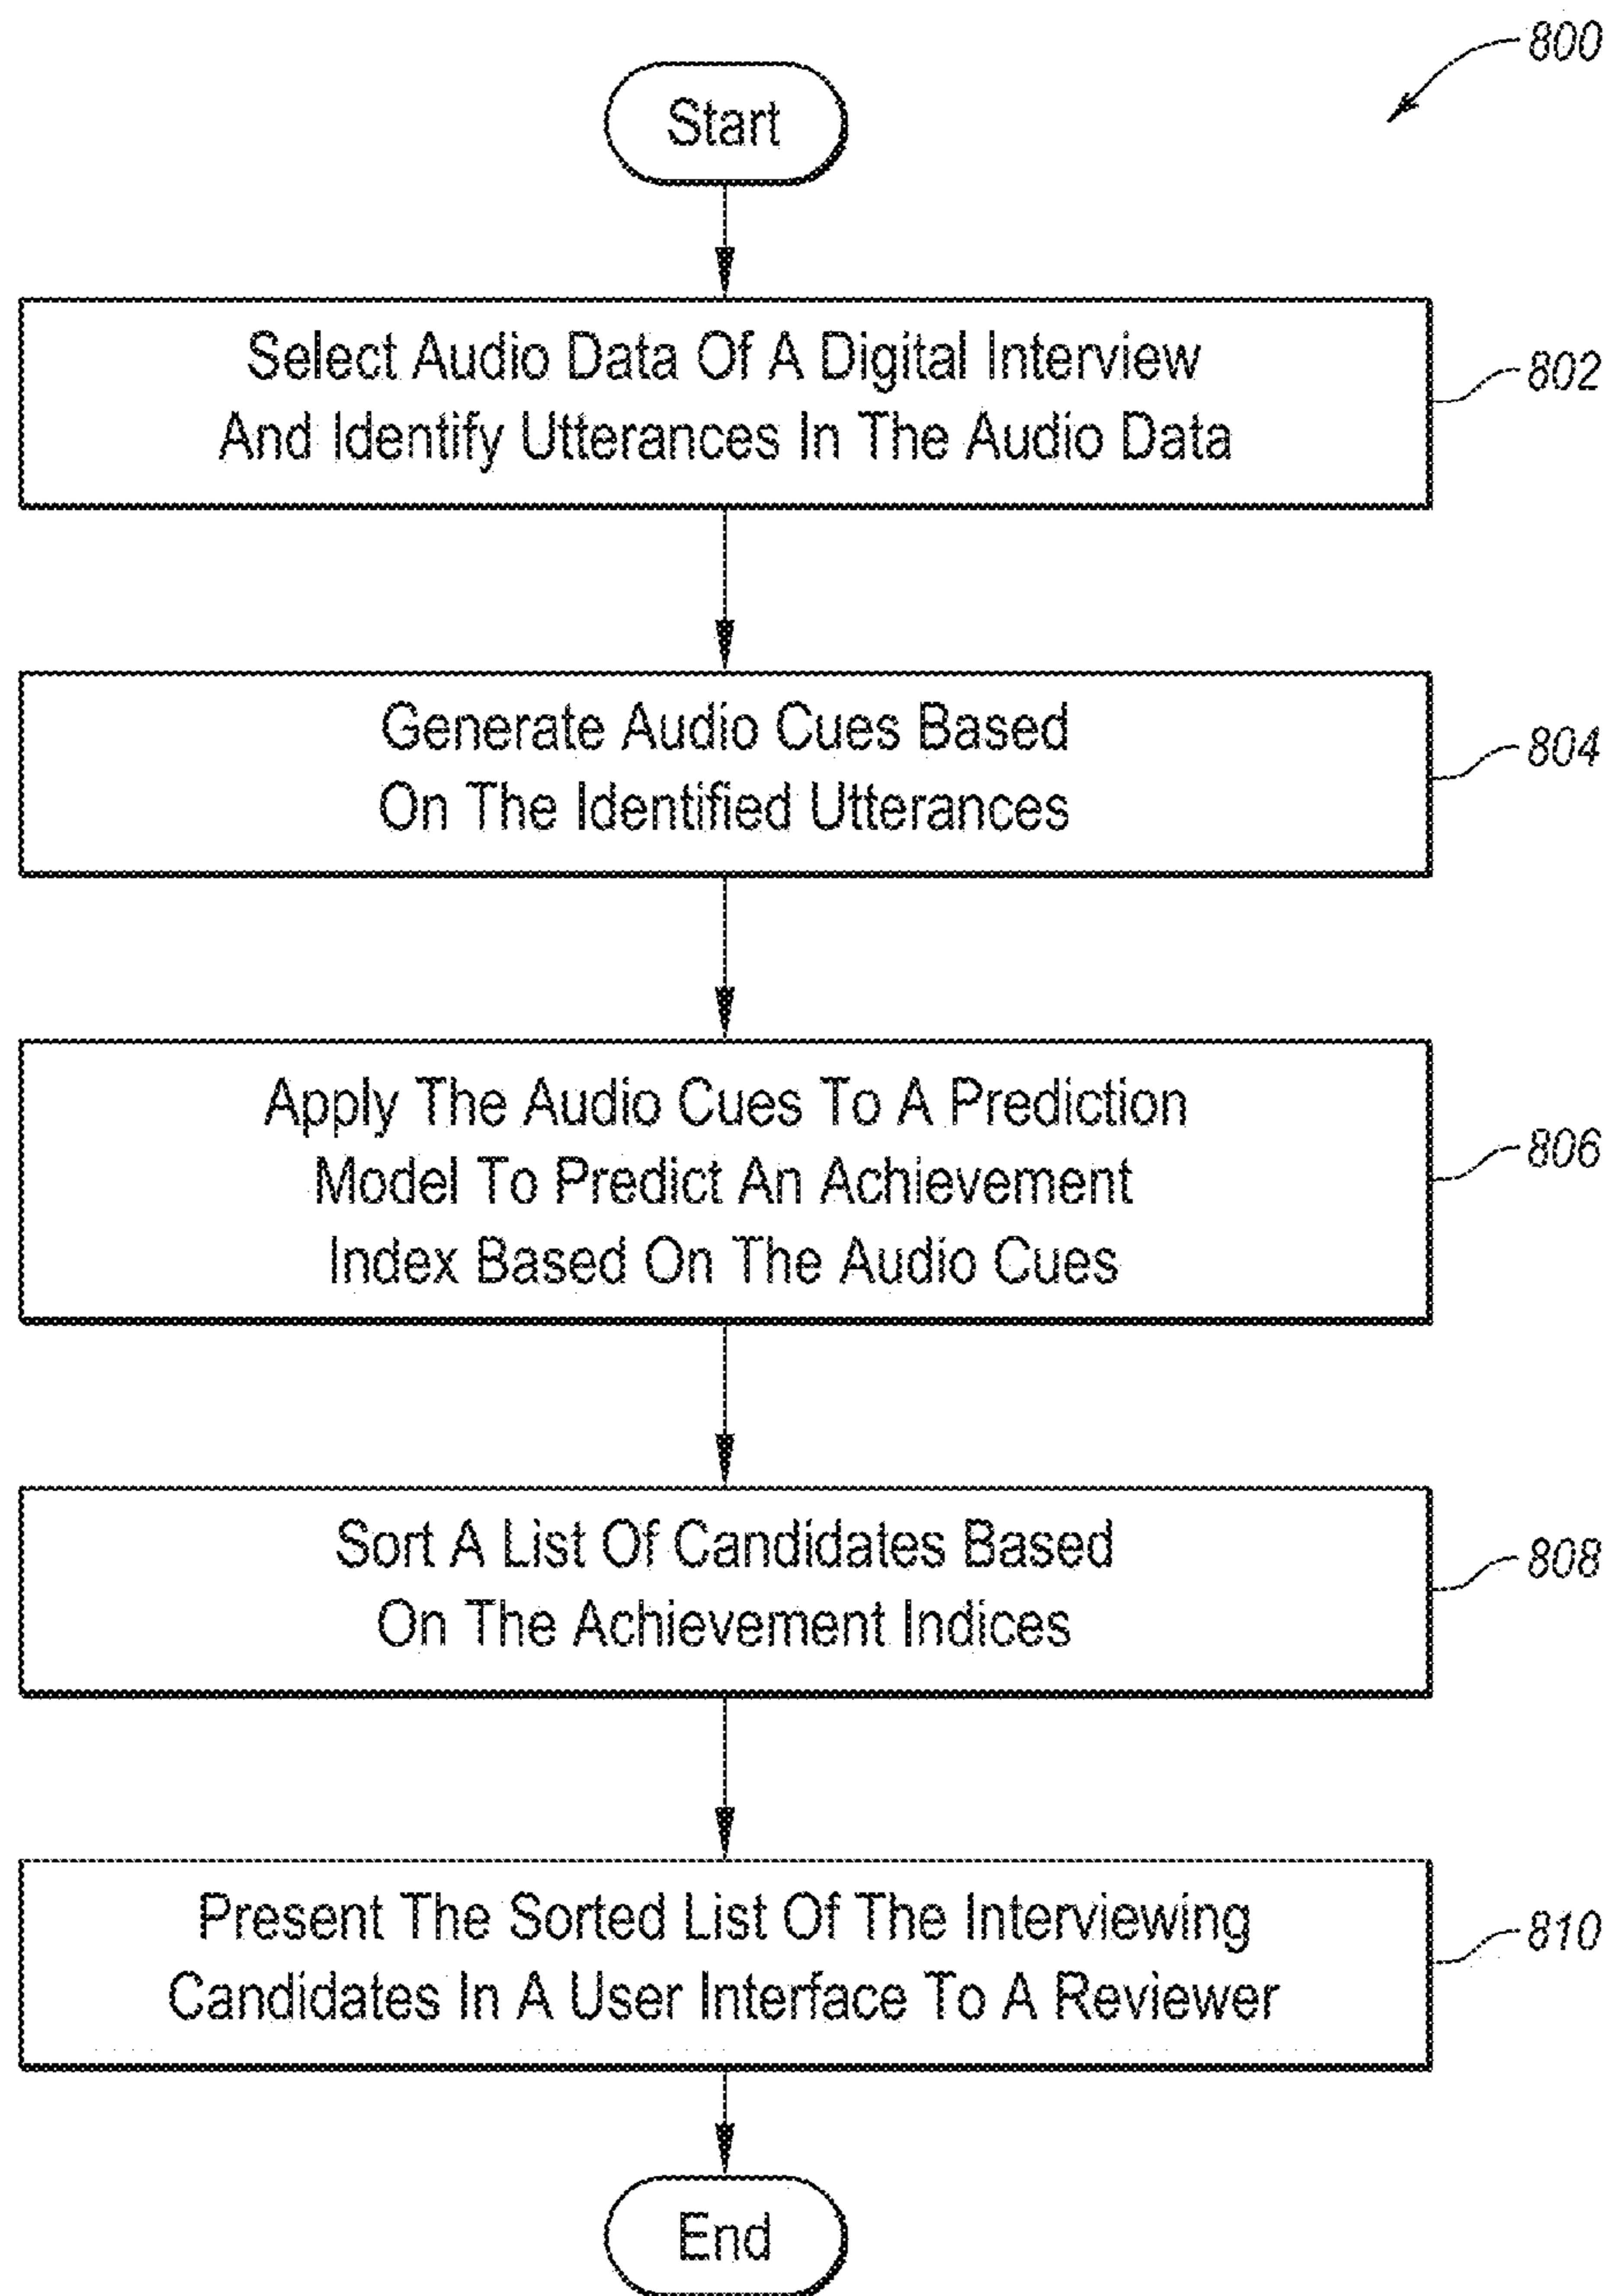 800
Start
Select Audio Data Of A Digital Interview
And Identify Utterances In The Audio Data
802
Generate Audio Cues Based
On The Identified Utterances
804
Apply The Audio Cues To A Prediction
Model To Predict An Achievement
Index Based On The Audio Cues
806
Sort A List Of Candidates Based
On The Achievement Indices
808
Present The Sorted List Of The Interviewing
Candidates In A User Interface To A Reviewer
810
End